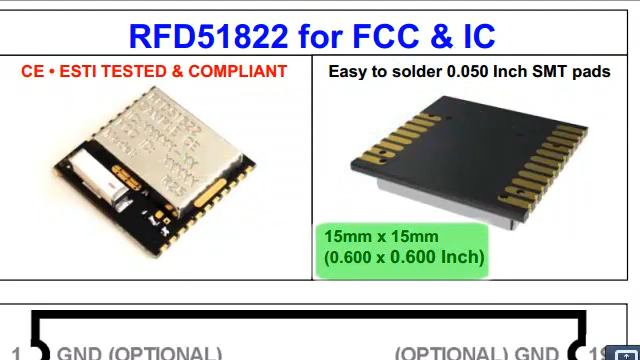 RFD51822 for FCC & IC
CE • ESTI TESTED & COMPLIANT
Easy to solder 0.050 Inch SMT pads
15mm x 15mm
(0.600 x 0.600 Inch)
1 GND (OPTIONAL)
(OPTIONAL) GND